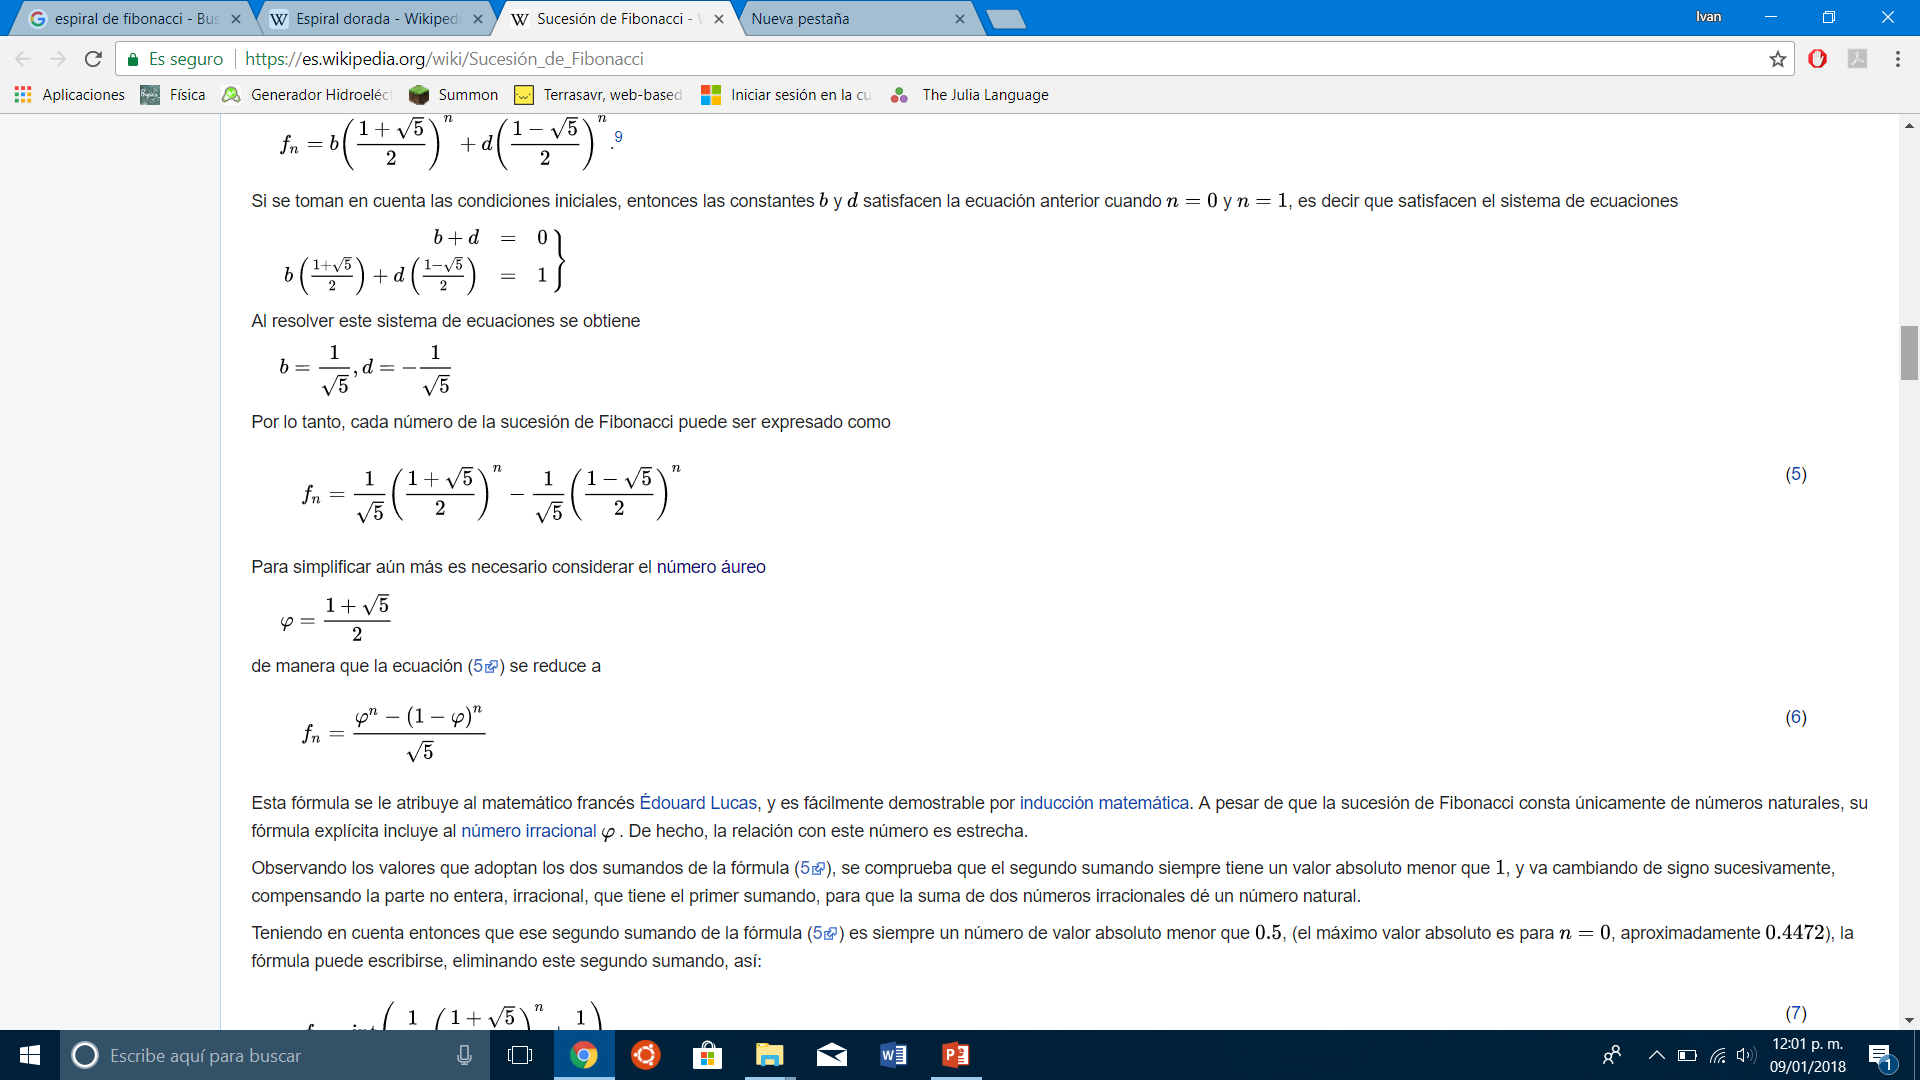 espiral de fibonacci - Bus
Espiral dorada - Wikiped
Sucesión de Fibonacci - W
Nueva pestaña
Ivan
Es seguro
https://es.wikipedia.org/wiki/Sucesión_de_Fibonacci
Aplicaciones
Física
Generador Hidroeléc
Summon
Terrasavr, web-based
Iniciar sesión en la cu
The Julia Language
f_n = b((1+√5)/2)^n + d((1−√5)/2)^n.9
Si se toman en cuenta las condiciones iniciales, entonces las constantes b y d satisfacen la ecuación anterior cuando n = 0 y n = 1, es decir que satisfacen el sistema de ecuaciones
b + d = 0
b((1+√5)/2) + d((1−√5)/2) = 1 }
Al resolver este sistema de ecuaciones se obtiene
b = 1/√5, d = −1/√5
Por lo tanto, cada número de la sucesión de Fibonacci puede ser expresado como
f_n = 1/√5 ((1+√5)/2)^n − 1/√5 ((1−√5)/2)^n (5)
Para simplificar aún más es necesario considerar el número áureo
φ = (1+√5)/2
de manera que la ecuación (5) se reduce a
f_n = (φ^n − (1 − φ)^n)/√5 (6)
Esta fórmula se le atribuye al matemático francés Édouard Lucas, y es fácilmente demostrable por inducción matemática. A pesar de que la sucesión de Fibonacci consta únicamente de números naturales, su
fórmula explícita incluye al número irracional φ . De hecho, la relación con este número es estrecha.
Observando los valores que adoptan los dos sumandos de la fórmula (5), se comprueba que el segundo sumando siempre tiene un valor absoluto menor que 1, y va cambiando de signo sucesivamente,
compensando la parte no entera, irracional, que tiene el primer sumando, para que la suma de dos números irracionales dé un número natural.
Teniendo en cuenta entonces que ese segundo sumando de la fórmula (5) es siempre un número de valor absoluto menor que 0.5, (el máximo valor absoluto es para n = 0, aproximadamente 0.4472), la
fórmula puede escribirse, eliminando este segundo sumando, así:
(7)
Escribe aquí para buscar
12:01 p. m.
09/01/2018
1